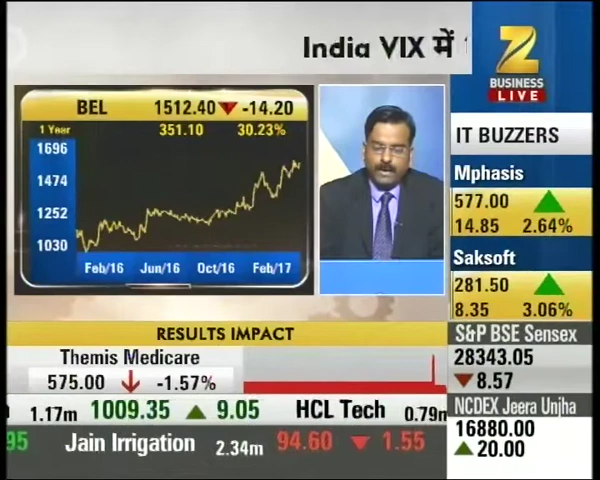 India VIX में
Z
BUSINESS
LIVE
BEL 1512.40 -14.20
1 Year 351.10 30.23%
1696
1474
1252
1030
Feb/16 Jun/16 Oct/16 Feb/17
IT BUZZERS
Mphasis
577.00
14.85 2.64%
Saksoft
281.50
8.35 3.06%
RESULTS IMPACT
Themis Medicare
575.00 -1.57%
S&P BSE Sensex
28343.05
8.57
NCDEX Jeera Unjha
16880.00
20.00
1.17m 1009.35 9.05 HCL Tech 0.79m
95 Jain Irrigation 2.34m 94.60 1.55